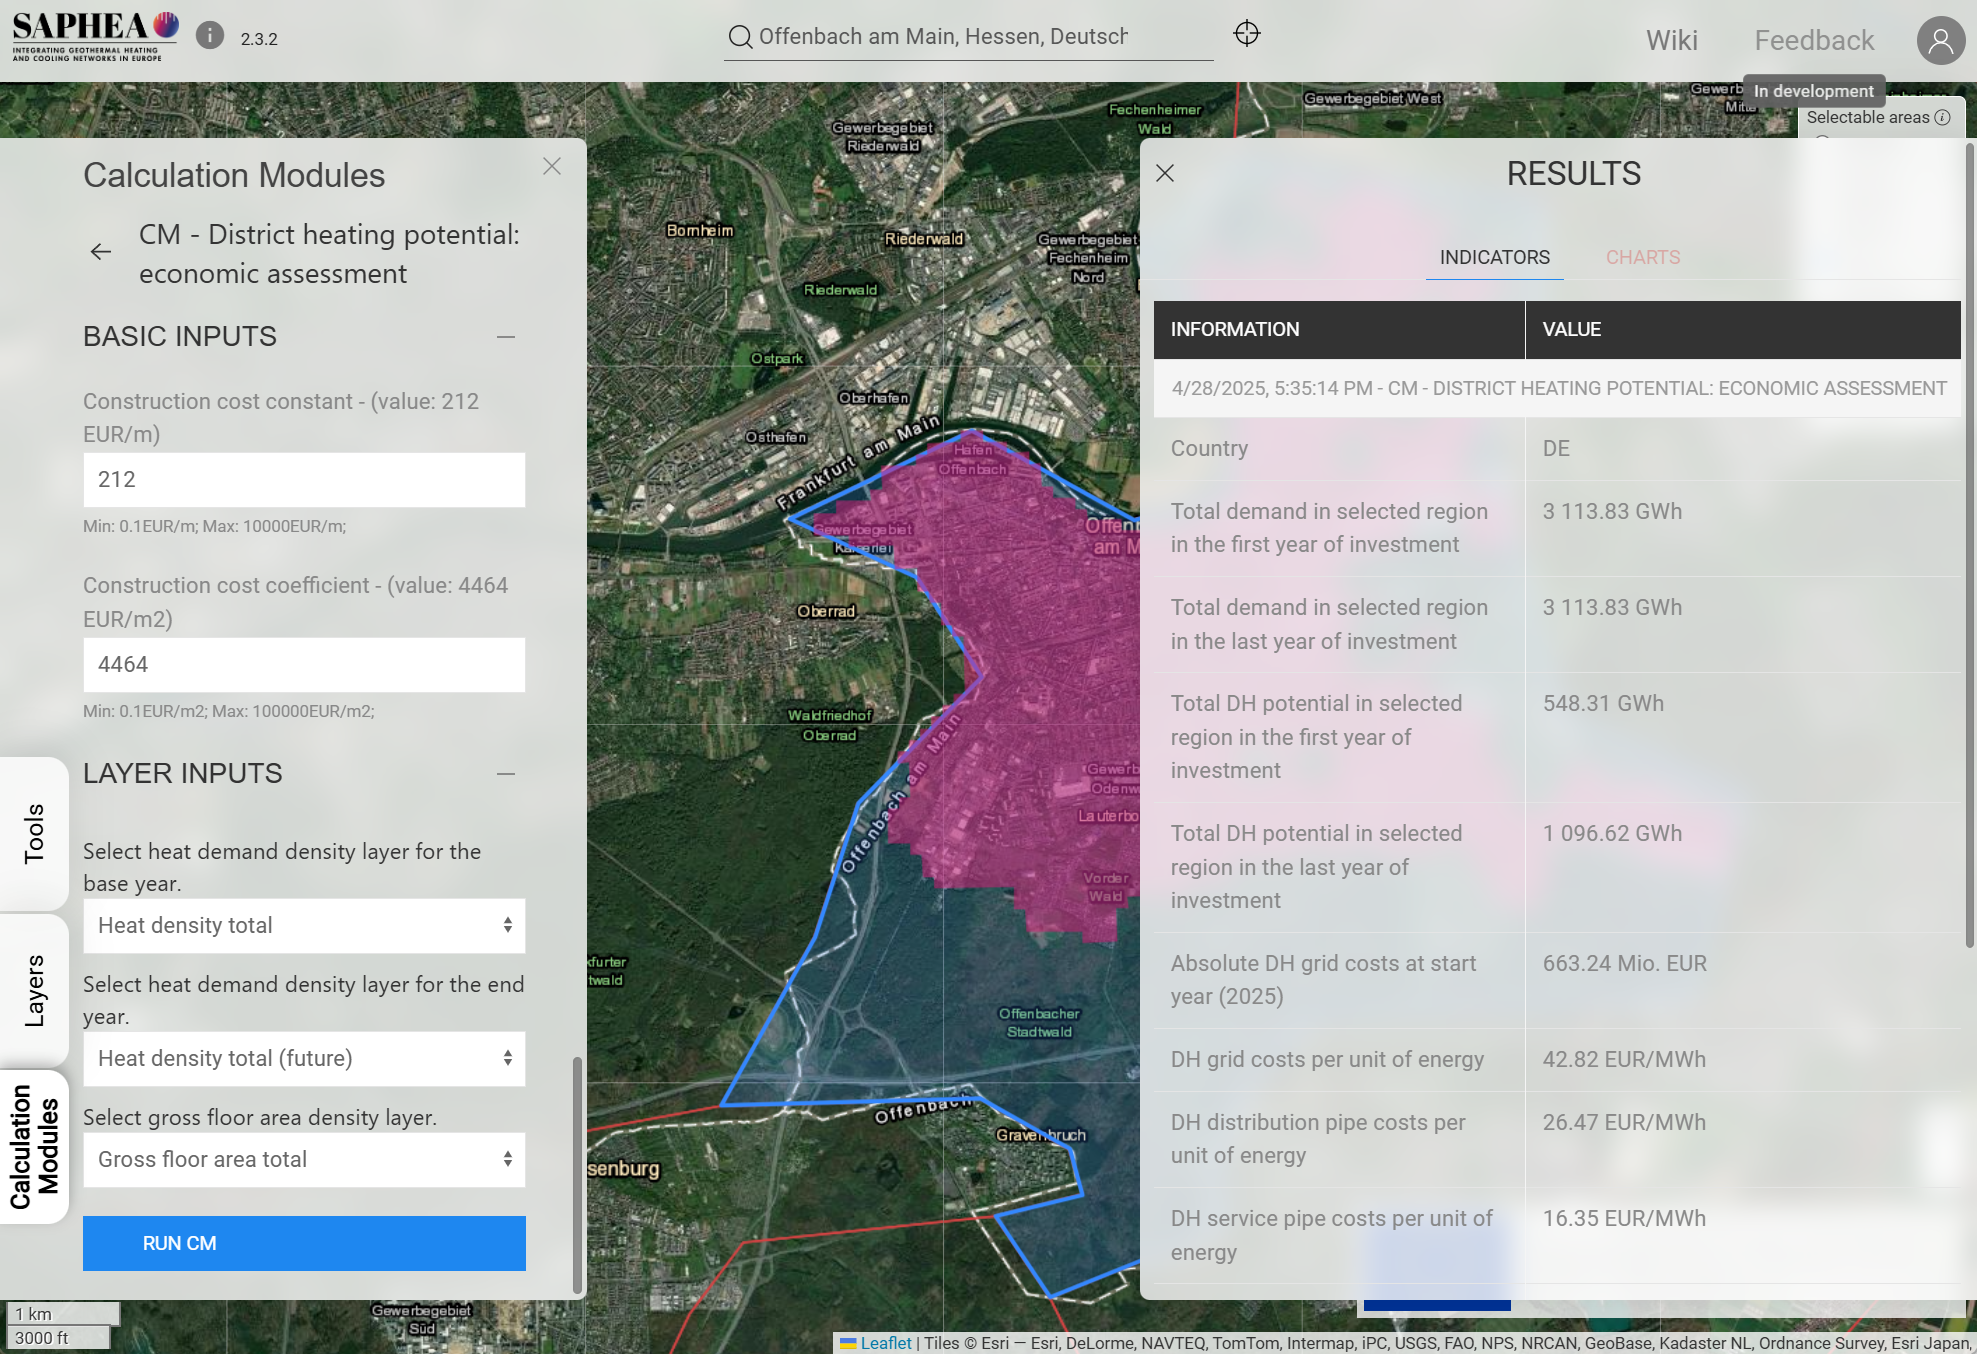 SAPHEA
INTEGRATING GEOTHERMAL HEATING
AND COOLING NETWORKS IN EUROPE
i
2.3.2
Offenbach am Main, Hessen, Deutsch
Wiki
Feedback
In development
Selectable areas
Calculation Modules
CM - District heating potential:
economic assessment
BASIC INPUTS
Construction cost constant - (value: 212
EUR/m)
212
Min: 0.1EUR/m; Max: 10000EUR/m;
Construction cost coefficient - (value: 4464
EUR/m2)
4464
Min: 0.1EUR/m2; Max: 100000EUR/m2;
LAYER INPUTS
Select heat demand density layer for the
base year.
Heat density total
Select heat demand density layer for the end
year.
Heat density total (future)
Select gross floor area density layer.
Gross floor area total
RUN CM
Tools
Layers
Calculation
Modules
1 km
3000 ft
Fechenheimer
Wald
Gewerbegebiet West
Gewerb
Mitte
Gewerbegebiet
Riederwald
Bornheim
Riederwald
Gewerbegebiet
Fechenheim
Nord
Riederwald
Ostpark
Oberhafen
Osthafen
Frankfurt am Main
Hafen
Offenbach
Gewerbegebiet
Kaiserlei
Offenb
am M
Oberrad
Waldfriedhof
Oberrad
Offenbach am Main
Gewerb
Odenw
Lauterbo
Vorder
Wald
kfurter
twald
Offenbacher
Stadtwald
Offenbach
Gravenbruch
senburg
Gewerbegebiet
Süd
RESULTS
INDICATORS
CHARTS
INFORMATION
VALUE
4/28/2025, 5:35:14 PM - CM - DISTRICT HEATING POTENTIAL: ECONOMIC ASSESSMENT
Country
DE
Total demand in selected region
in the first year of investment
3 113.83 GWh
Total demand in selected region
in the last year of investment
3 113.83 GWh
Total DH potential in selected
region in the first year of
investment
548.31 GWh
Total DH potential in selected
region in the last year of
investment
1 096.62 GWh
Absolute DH grid costs at start
year (2025)
663.24 Mio. EUR
DH grid costs per unit of energy
42.82 EUR/MWh
DH distribution pipe costs per
unit of energy
26.47 EUR/MWh
DH service pipe costs per unit of
energy
16.35 EUR/MWh
Leaflet | Tiles © Esri — Esri, DeLorme, NAVTEQ, TomTom, Intermap, iPC, USGS, FAO, NPS, NRCAN, GeoBase, Kadaster NL, Ordnance Survey, Esri Japan,